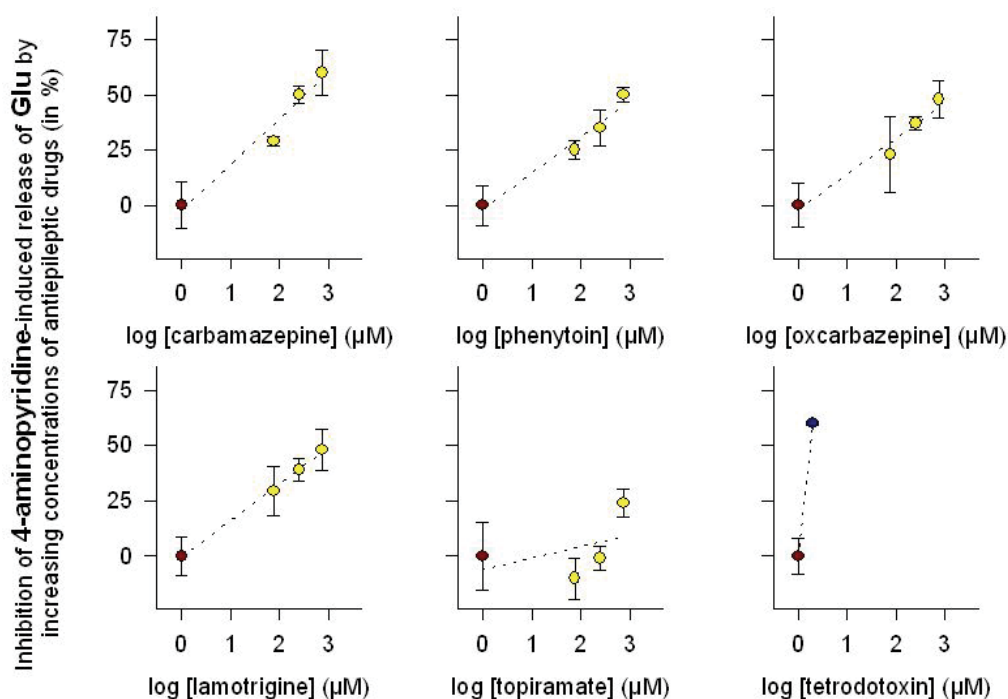 Inhibition of 4-aminopyridine-induced release of Glu by
increasing concentrations of antiepileptic drugs (in %)
75
50
25
0
0 1 2 3
0 1 2 3
0 1 2 3
log [carbamazepine] (µM)
log [phenytoin] (µM)
log [oxcarbazepine] (µM)
75
50
25
0
0 1 2 3
0 1 2 3
0 1 2 3
log [lamotrigine] (µM)
log [topiramate] (µM)
log [tetrodotoxin] (µM)